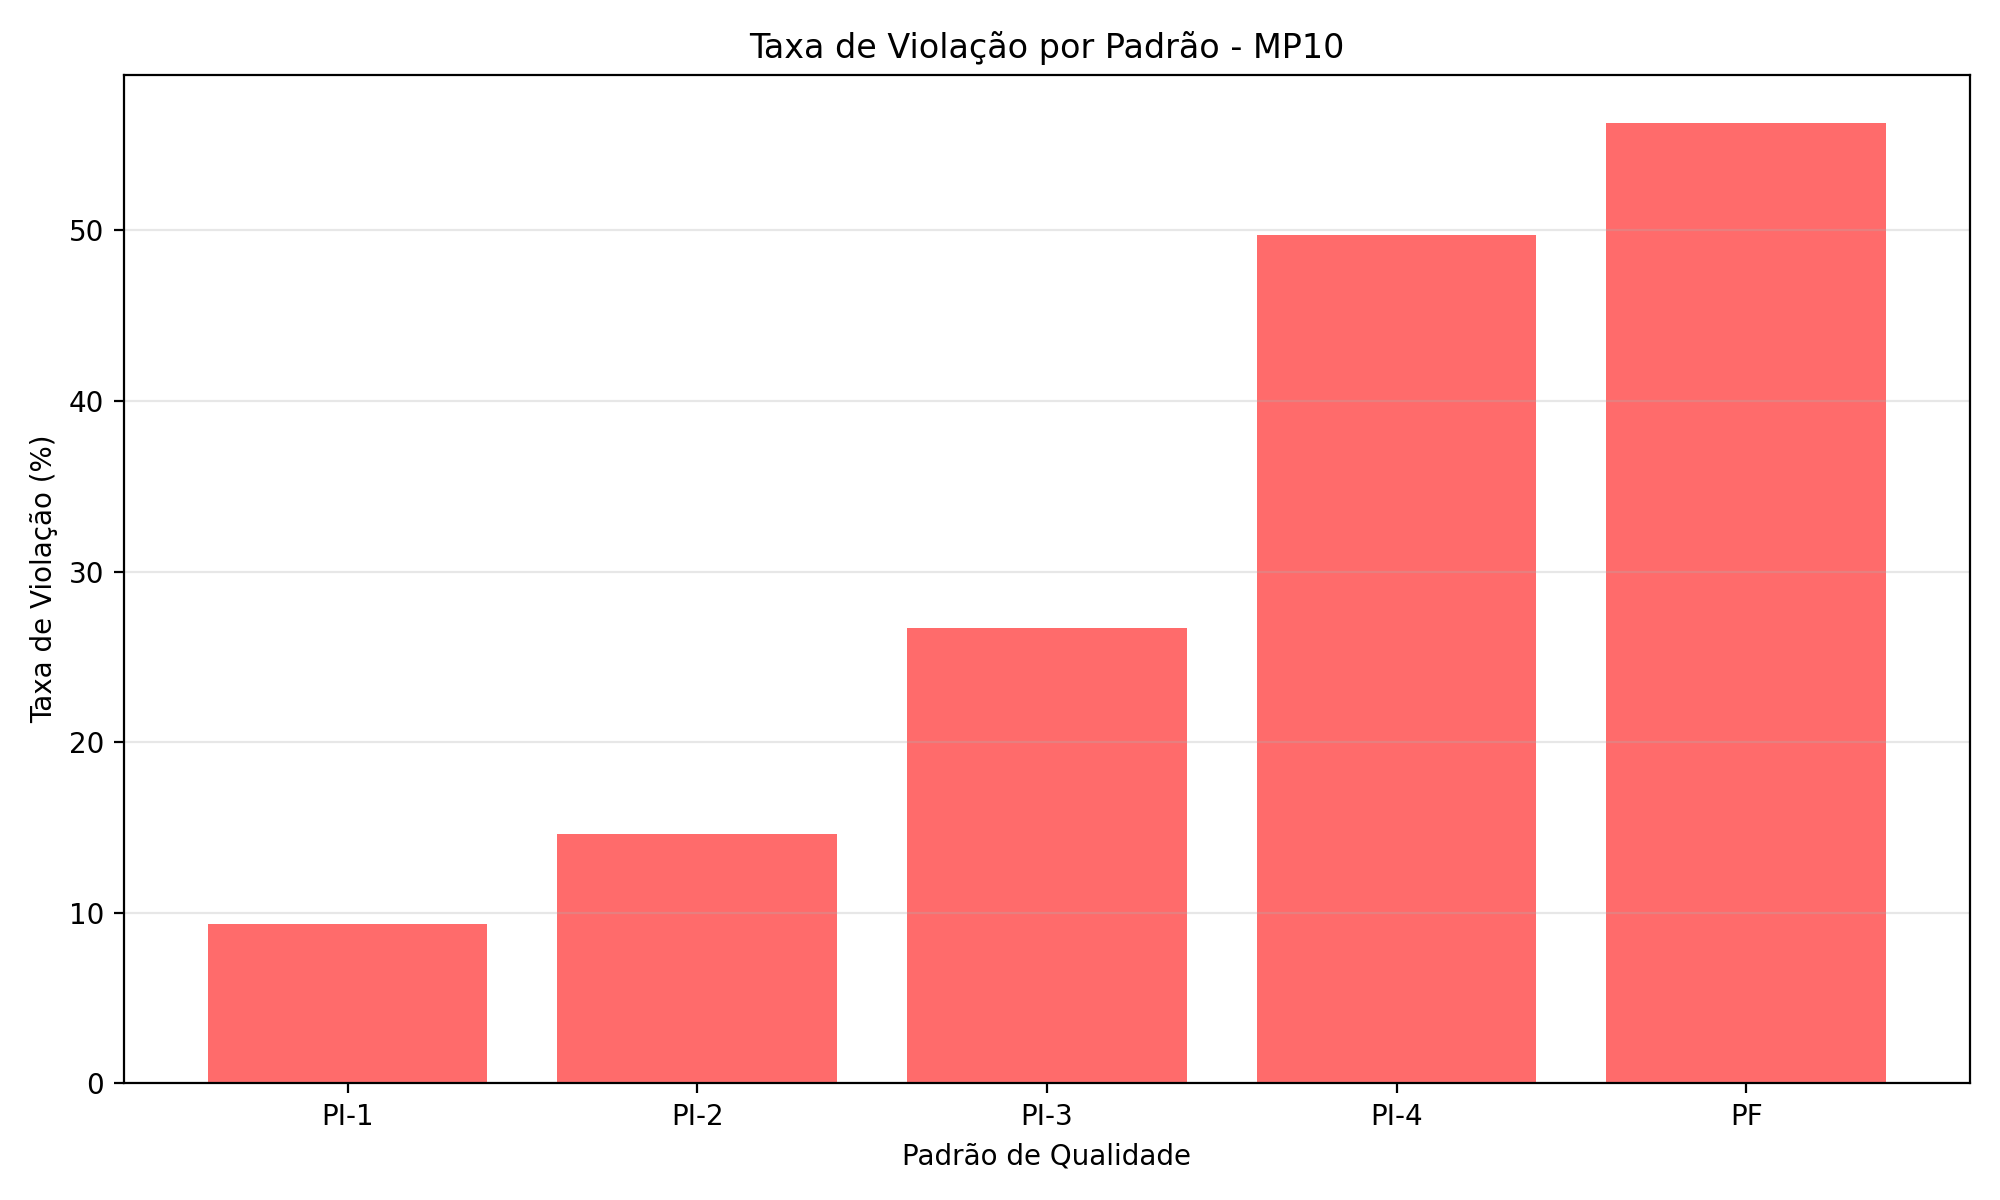 Taxa de Violação por Padrão - MP10
Taxa de Violação (%)
50
40
30
20
10
0
PI-1 PI-2 PI-3 PI-4 PF
Padrão de Qualidade